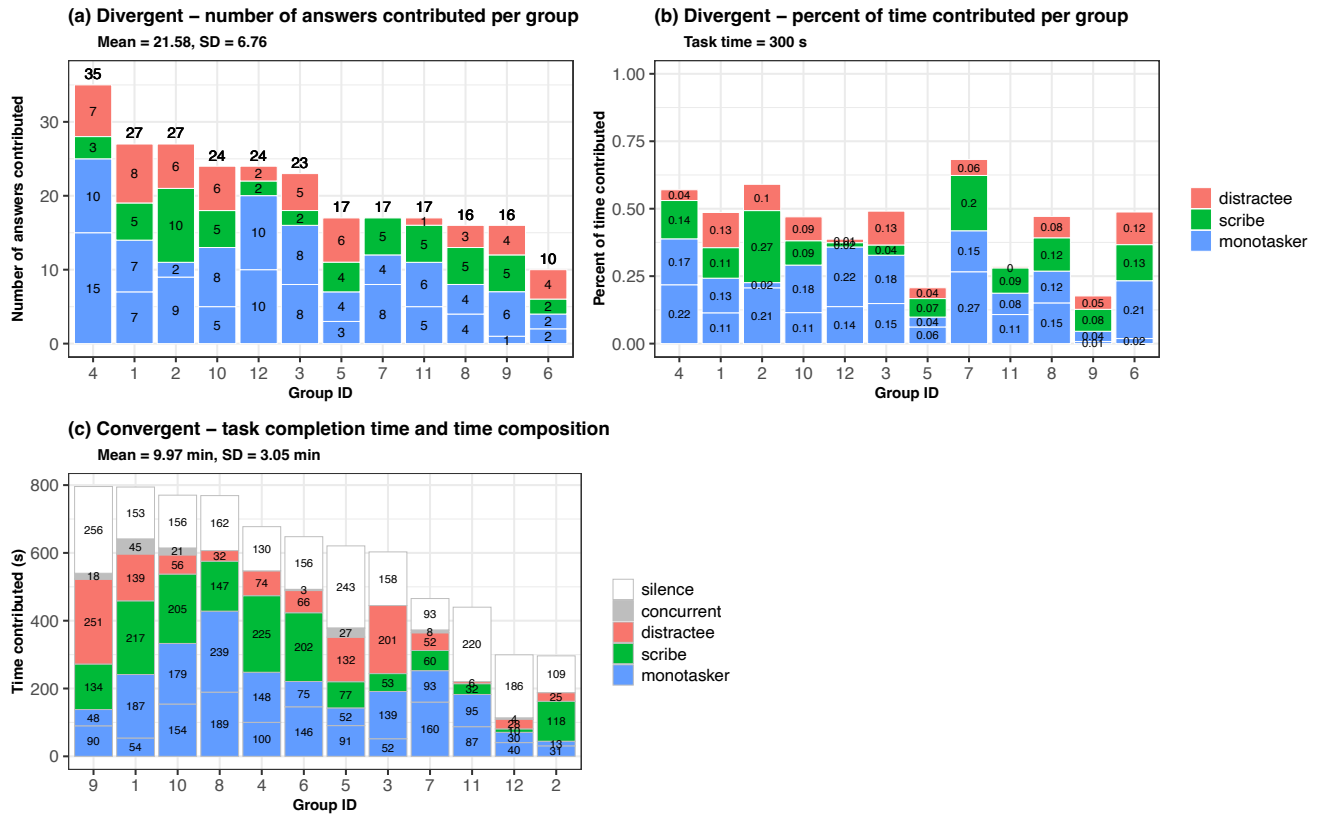 (a) Divergent – number of answers contributed per group
Mean = 21.58, SD = 6.76
Number of answers contributed
30
20
10
0
35 27 27 24 24 23 17 17 17 16 16 10
7 8 6 6 2 5 6 1 3 4 4
3 5 10 5 2 2 4 5 5 5 5 2
10 7 2 8 10 8 4 4 6 4 6 2
15 7 9 5 10 8 3 8 5 4 1 2
4 1 2 10 12 3 5 7 11 8 9 6
Group ID
(b) Divergent – percent of time contributed per group
Task time = 300 s
Percent of time contributed
1.00
0.75
0.50
0.25
0.00
0.04 0.13 0.1 0.09 0.01 0.13 0.04 0.06 0 0.08 0.05 0.12
0.14 0.11 0.27 0.09 0.02 0.04 0.07 0.2 0.09 0.12 0.08 0.13
0.17 0.13 0.02 0.18 0.22 0.18 0.04 0.15 0.08 0.12 0.04 0.21
0.22 0.11 0.21 0.11 0.14 0.15 0.06 0.27 0.11 0.15 0.01 0.02
4 1 2 10 12 3 5 7 11 8 9 6
Group ID
distractee
scribe
monotasker
(c) Convergent – task completion time and time composition
Mean = 9.97 min, SD = 3.05 min
Time contributed (s)
800
600
400
200
0
256 153 156 162 130 156 243 158 93 220 186 109
18 45 21 3 27 8 4
251 139 56 32 74 66 132 201 52 6 28 25
134 217 205 147 225 202 77 53 60 32 10 118
48 187 179 239 148 75 52 139 93 95 30 13
90 54 154 189 100 146 91 52 160 87 40 31
9 1 10 8 4 6 5 3 7 11 12 2
Group ID
silence
concurrent
distractee
scribe
monotasker